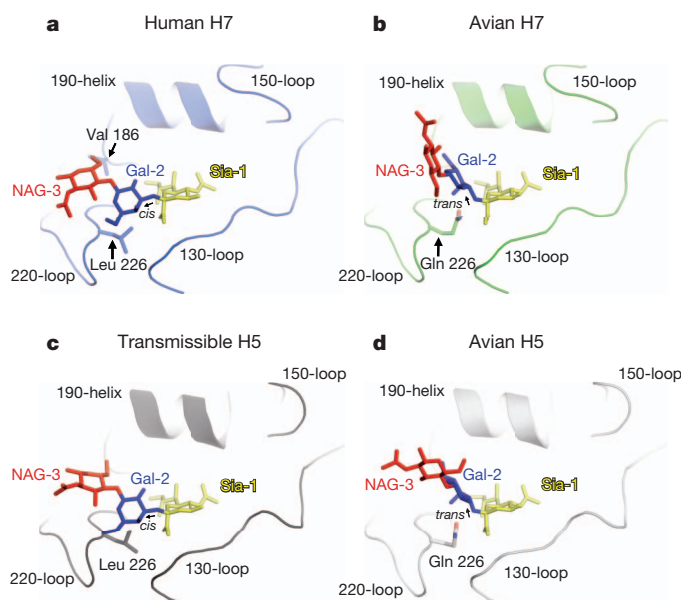 a Human H7
190-helix
150-loop
Val 186
Gal-2
Sia-1
NAG-3
cis
Leu 226
220-loop
130-loop
b Avian H7
190-helix
150-loop
NAG-3
Gal-2
Sia-1
trans
Gln 226
220-loop
130-loop
c Transmissible H5
150-loop
190-helix
NAG-3
Gal-2
Sia-1
cis
Leu 226
220-loop
130-loop
d Avian H5
150-loop
190-helix
NAG-3
Gal-2
Sia-1
trans
Gln 226
220-loop
130-loop